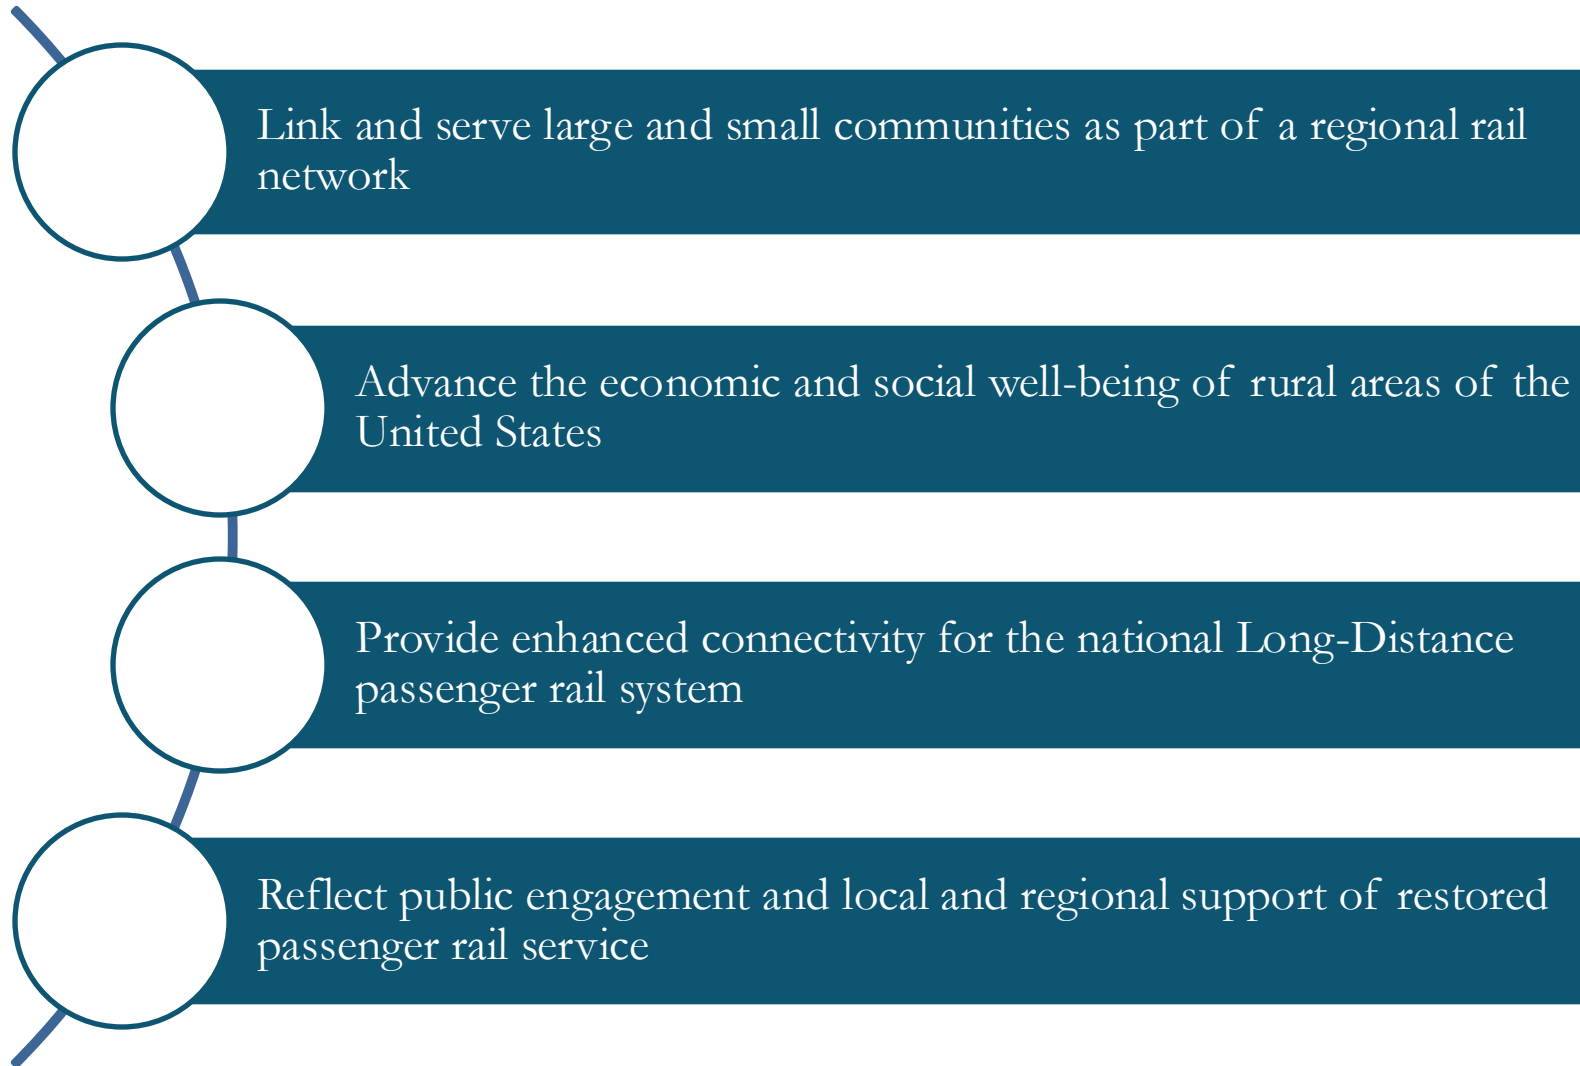 Link and serve large and small communities as part of a regional rail
network
Advance the economic and social well-being of rural areas of the
United States
Provide enhanced connectivity for the national Long-Distance
passenger rail system
Reflect public engagement and local and regional support of restored
passenger rail service